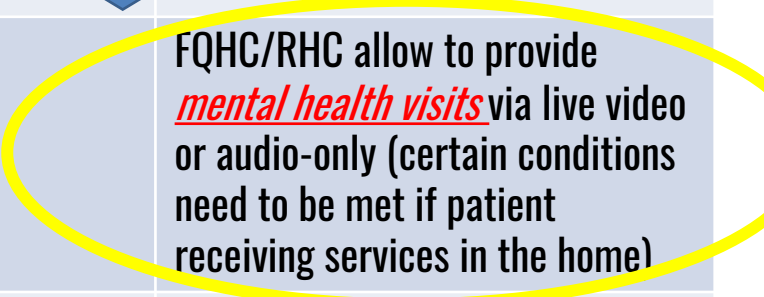 FQHC/RHC allow to provide
mental health visits via live video
or audio-only (certain conditions
need to be met if patient
receiving services in the home)